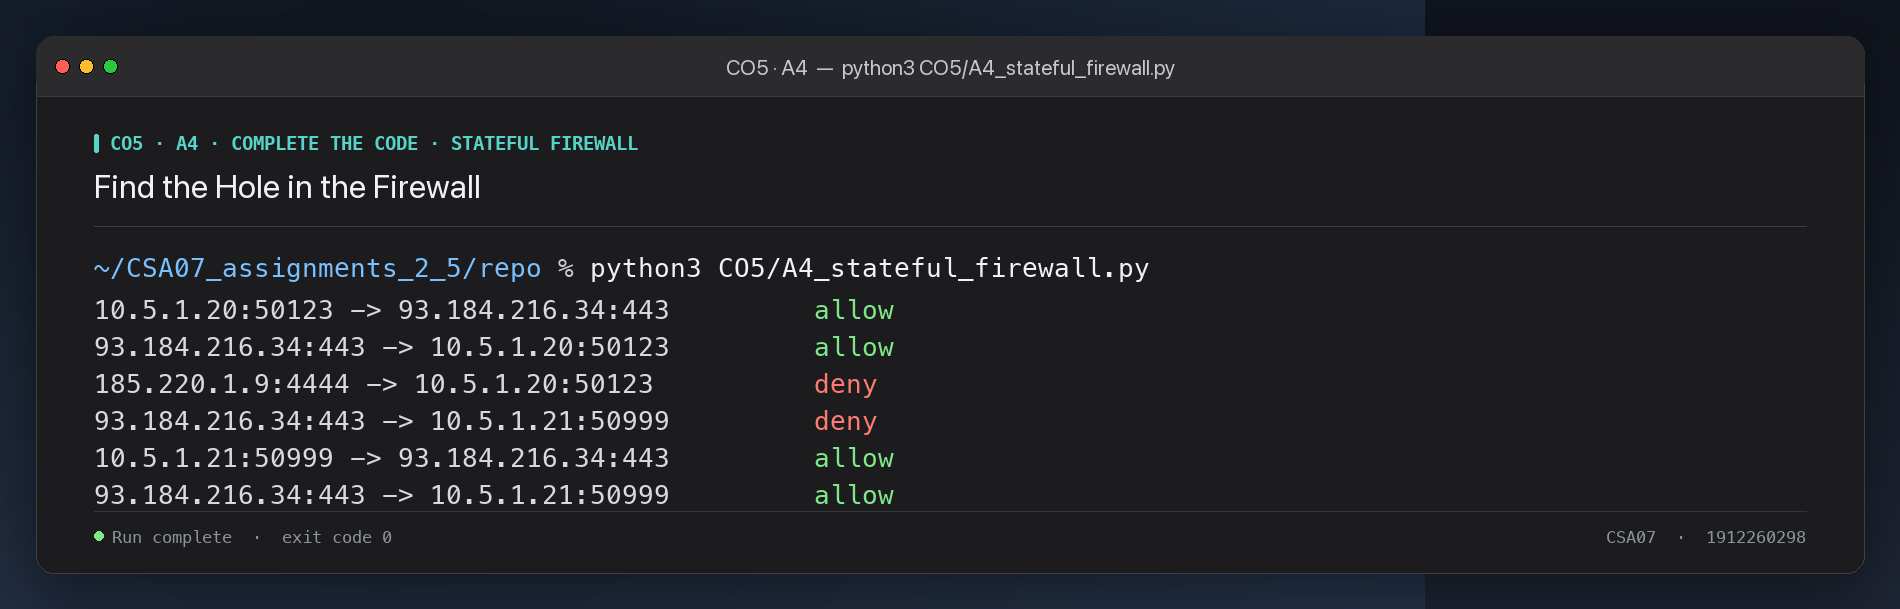 CO5 · A4 — python3 CO5/A4_stateful_firewall.py
CO5 · A4 · COMPLETE THE CODE · STATEFUL FIREWALL
Find the Hole in the Firewall
~/CSA07_assignments_2_5/repo % python3 CO5/A4_stateful_firewall.py
10.5.1.20:50123 —> 93.184.216.34:443 allow
93.184.216.34:443 —> 10.5.1.20:50123 allow
185.220.1.9:4444 —> 10.5.1.20:50123 deny
93.184.216.34:443 —> 10.5.1.21:50999 deny
10.5.1.21:50999 —> 93.184.216.34:443 allow
93.184.216.34:443 —> 10.5.1.21:50999 allow
Run complete · exit code 0 CSA07 · 1912260298